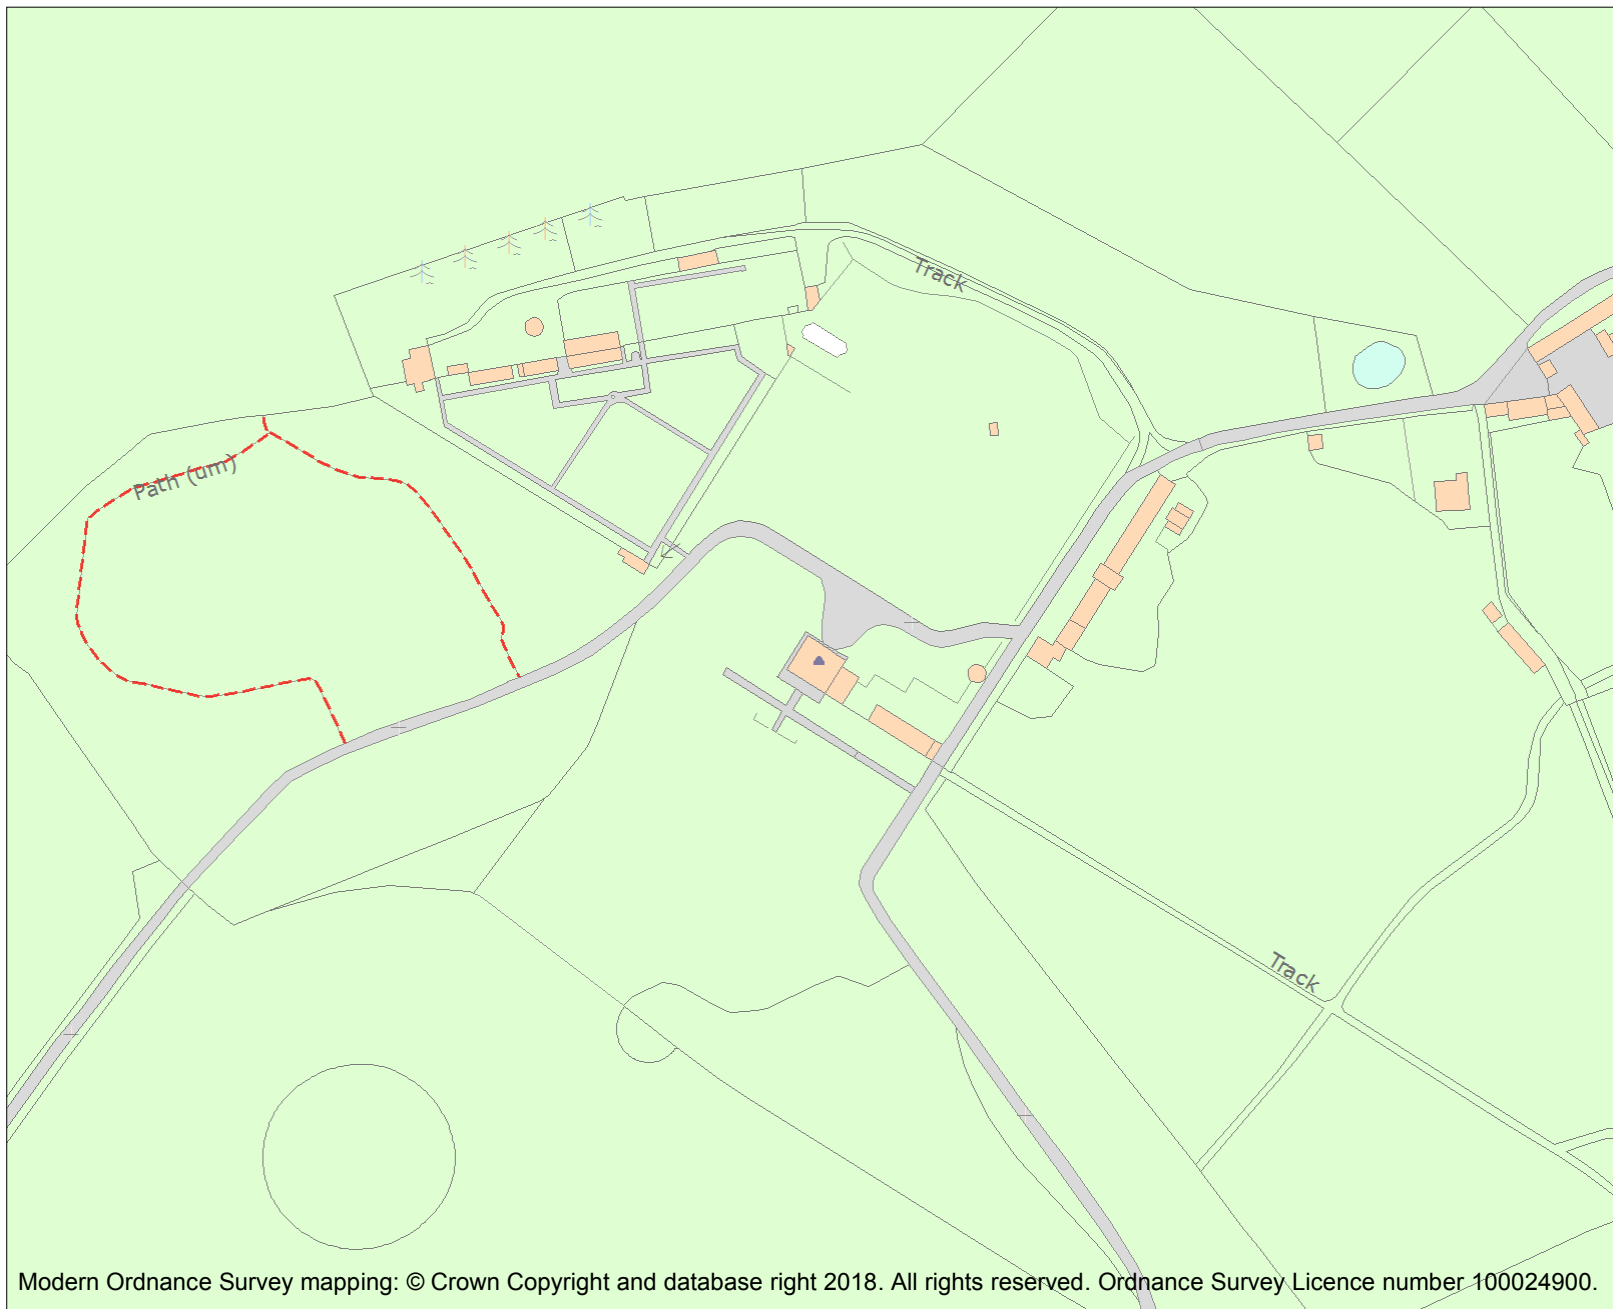 Track
Path (um)
Track
Modern Ordnance Survey mapping: © Crown Copyright and database right 2018. All rights reserved. Ordnance Survey Licence number 100024900.